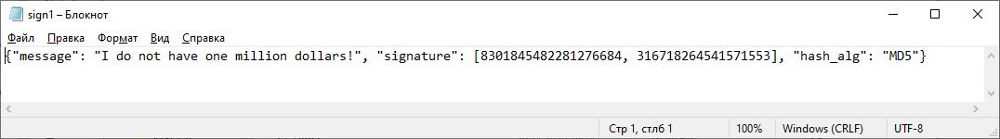 sign1 – Блокнот
Файл Правка Формат Вид Справка
{"message": "I do not have one million dollars!", "signature": [8301845482281276684, 316718264541571553], "hash_alg": "MD5"}
Стр 1, стлб 1 100% Windows (CRLF) UTF-8